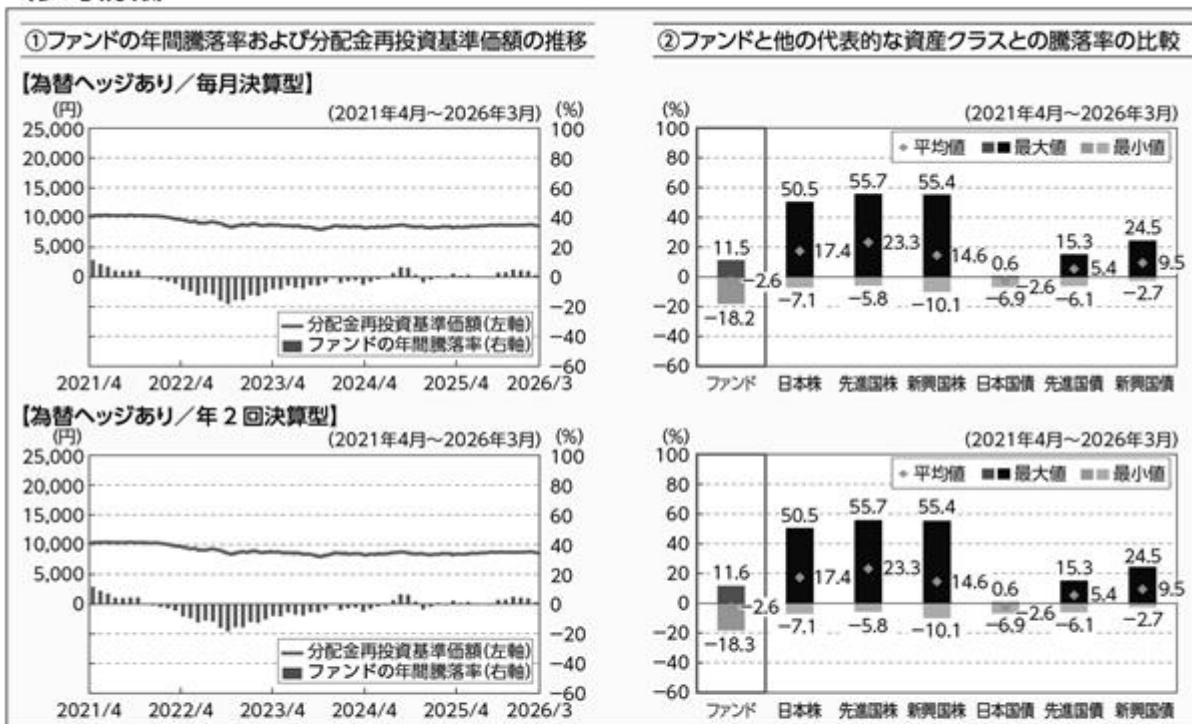 ①ファンドの年間騰落率および分配金再投資基準価額の推移
②ファンドと他の代表的な資産クラスとの騰落率の比較
【為替ヘッジあり／毎月決算型】
(円)
(2021年4月～2026年3月)
(%)
25,000
20,000
15,000
10,000
5,000
0
100
80
60
40
20
0
−20
−40
−60
分配金再投資基準価額(左軸)
ファンドの年間騰落率(右軸)
2021/4 2022/4 2023/4 2024/4 2025/4 2026/3
(%)
(2021年4月～2026年3月)
100
80
60
40
20
0
−20
−40
−60
平均値 最大値 最小値
11.5 50.5 55.7 55.4 0.6 15.3 24.5
−2.6 17.4 23.3 14.6 −2.6 5.4 9.5
−18.2 −7.1 −5.8 −10.1 −6.9 −6.1 −2.7
ファンド 日本株 先進国株 新興国株 日本国債 先進国債 新興国債
【為替ヘッジあり／年2回決算型】
(円)
(2021年4月～2026年3月)
(%)
25,000
20,000
15,000
10,000
5,000
0
100
80
60
40
20
0
−20
−40
−60
分配金再投資基準価額(左軸)
ファンドの年間騰落率(右軸)
2021/4 2022/4 2023/4 2024/4 2025/4 2026/3
(%)
(2021年4月～2026年3月)
100
80
60
40
20
0
−20
−40
−60
平均値 最大値 最小値
11.6 50.5 55.7 55.4 0.6 15.3 24.5
−2.6 17.4 23.3 14.6 −2.6 5.4 9.5
−18.3 −7.1 −5.8 −10.1 −6.9 −6.1 −2.7
ファンド 日本株 先進国株 新興国株 日本国債 先進国債 新興国債